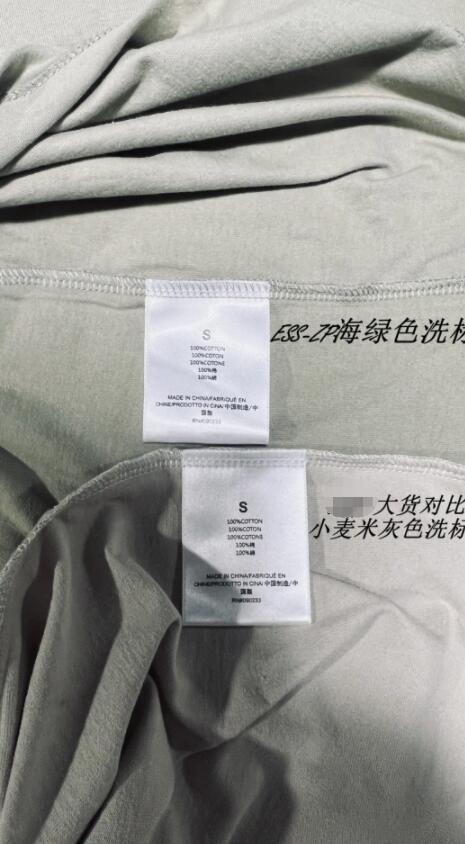 S
100%COTTON
100%COTON
100%COTONE
100%棉
100%綿
MADE IN CHINA/FABRIQUÉ EN
CHINE/PRODOTTO IN CINA/中国制造/中
国製
ESS-ZP海绿色洗标
S
100%COTTON
100%COTON
100%COTONE
100%棉
100%綿
MADE IN CHINA/FABRIQUÉ EN
CHINE/PRODOTTO IN CINA/中国制造/中
国製
大货对比
小麦米灰色洗标